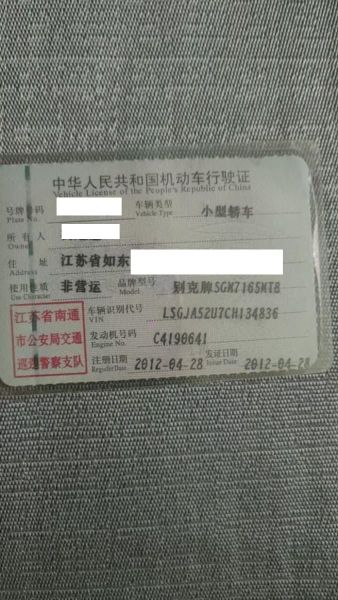 中华人民共和国机动车行驶证
Vehicle License of the People's Republic of China
号牌号码 车辆类型 小型轿车
Plate No. Vehicle Type
所有人
Owner
住址 江苏省如东
Address
使用性质 非营运 品牌型号 别克牌SGM7165MTB
Use Character Model
江苏省南通 车辆识别代号 LSGJA52U7CH134836
VIN
市公安局交通 发动机号码 C4190641
Engine No.
巡逻警察支队 注册日期 2012-04-28 发证日期 2012-04-28
Register Date Issue Date